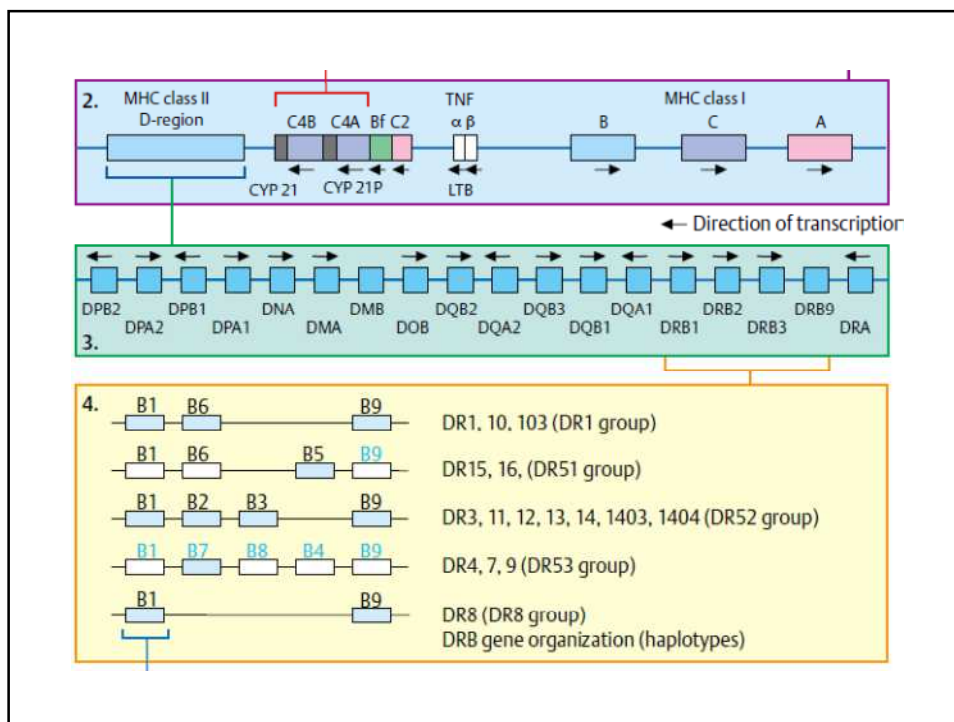 2.
MHC class II
D-region
C4B C4A Bf C2
TNF
α β
MHC class I
B C A
CYP 21 CYP 21P LTB
← Direction of transcription
DPB2 DPB1 DNA DMB QB2 DQB3 DQA1 DRB2 DRB9
DPA2 DPA1 DMA DOB DQA2 DQB1 DRB1 DRB3 DRA
3.
4.
B1 B6 B9 DR1, 10, 103 (DR1 group)
B1 B6 B5 B9 DR15, 16, (DR51 group)
B1 B2 B3 B9 DR3, 11, 12, 13, 14, 1403, 1404 (DR52 group)
B1 B7 B8 B4 B9 DR4, 7, 9 (DR53 group)
B1 B9 DR8 (DR8 group)
DRB gene organization (haplotypes)